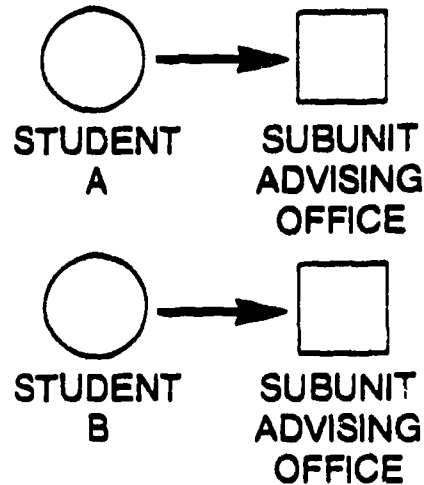 STUDENT
A
SUBUNIT
ADVISING
OFFICE
STUDENT
B
SUBUNIT
ADVISING
OFFICE